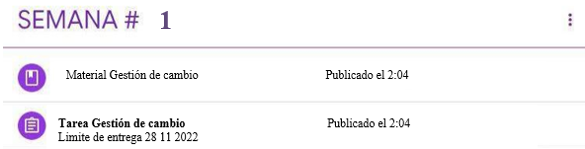 SEMANA # 1
Material Gestión de cambio Publicado el 2:04
Tarea Gestión de cambio Publicado el 2:04
Limite de entrega 28 11 2022